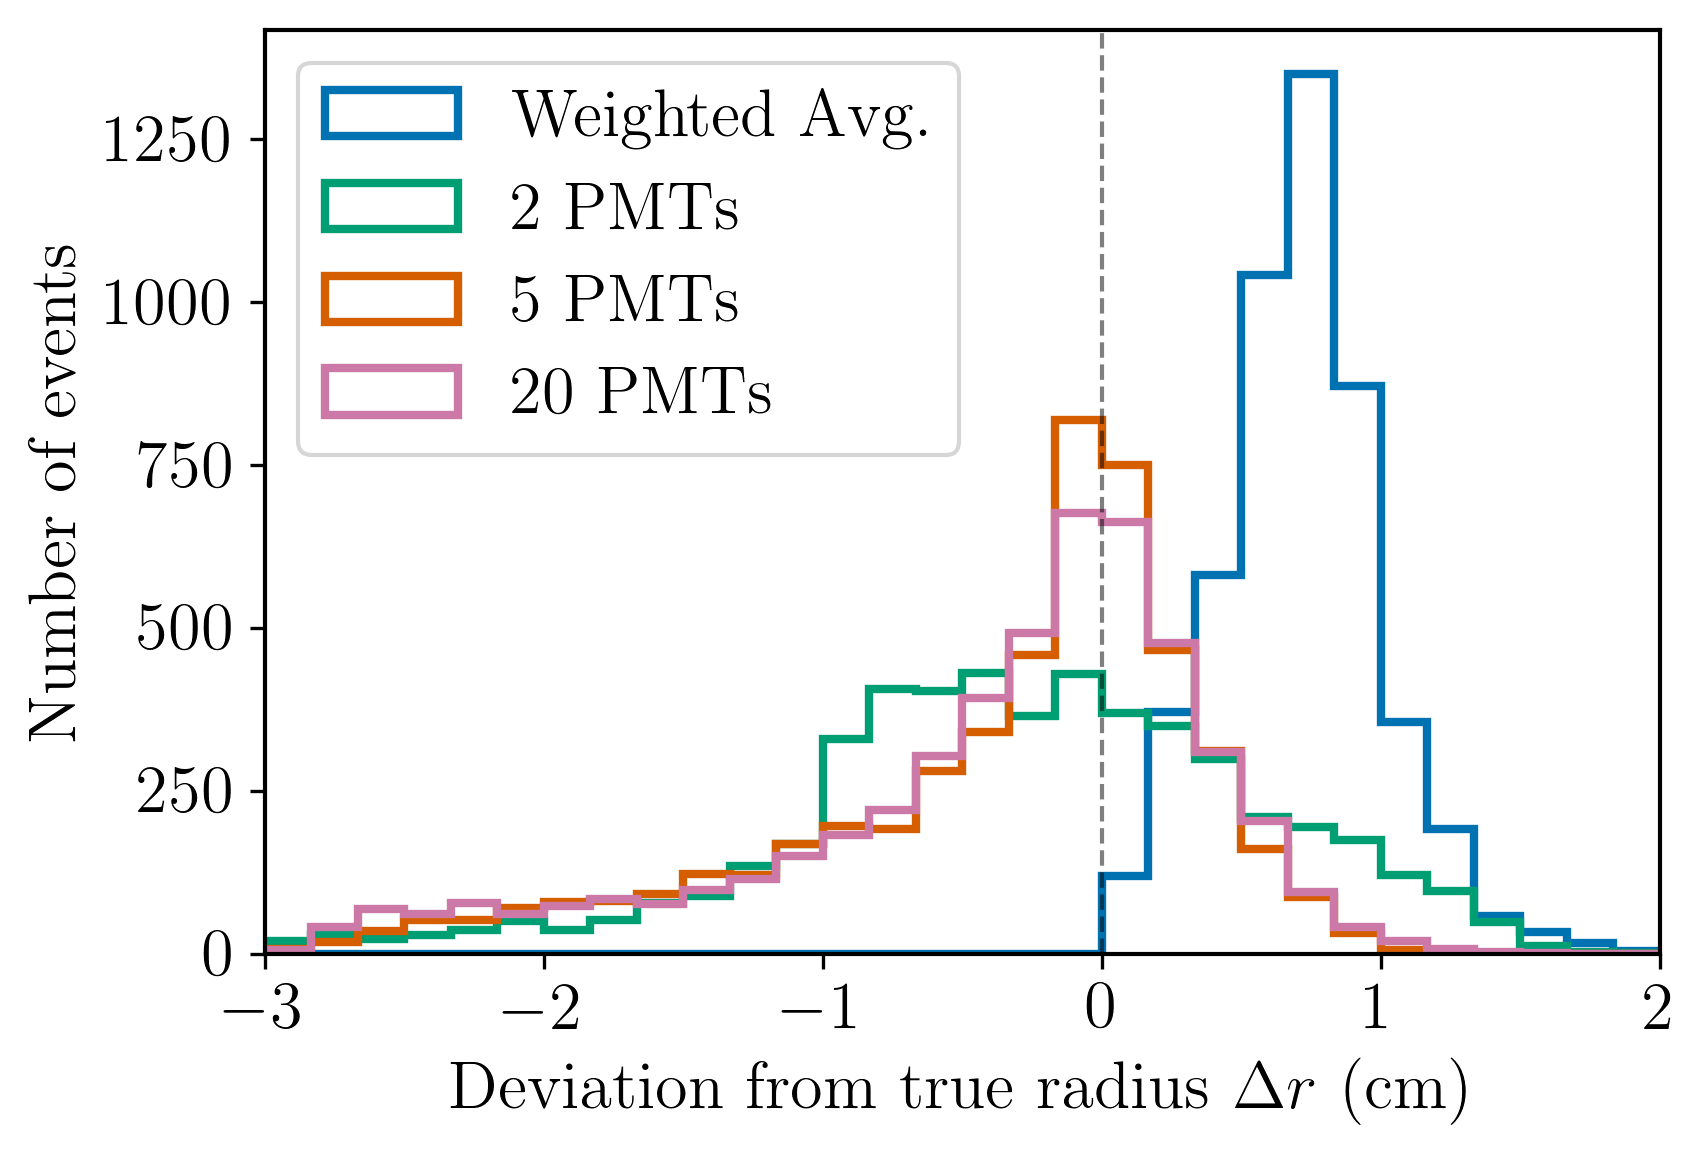 Weighted Avg.
2 PMTs
5 PMTs
20 PMTs
1250
1000
750
500
250
0
Number of events
−3 −2 −1 0 1 2
Deviation from true radius Δr (cm)